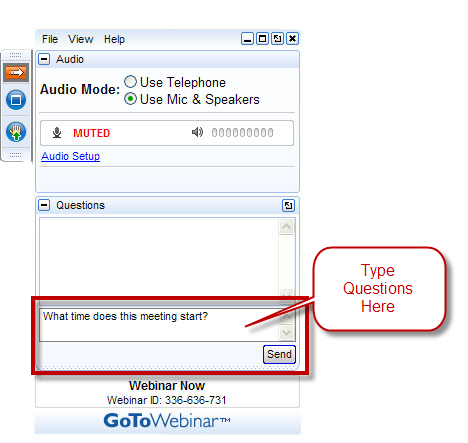 File View Help
Audio
Audio Mode: Use Telephone
Use Mic & Speakers
MUTED 000000000
Audio Setup
Questions
Type
Questions
Here
What time does this meeting start?
Send
Webinar Now
Webinar ID: 336-636-731
GoToWebinar™